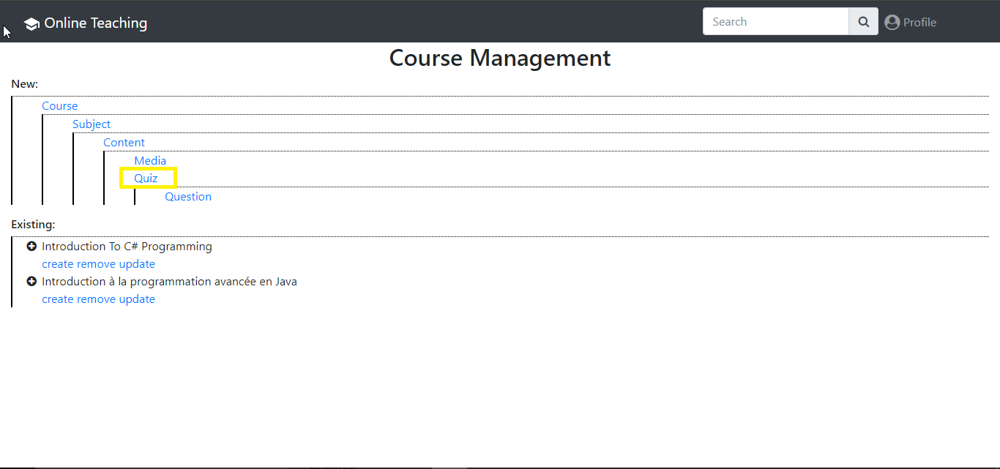 Online Teaching
Search
Profile
Course Management
New:
Course
Subject
Content
Media
Quiz
Question
Existing:
Introduction To C# Programming
create remove update
Introduction à la programmation avancée en Java
create remove update